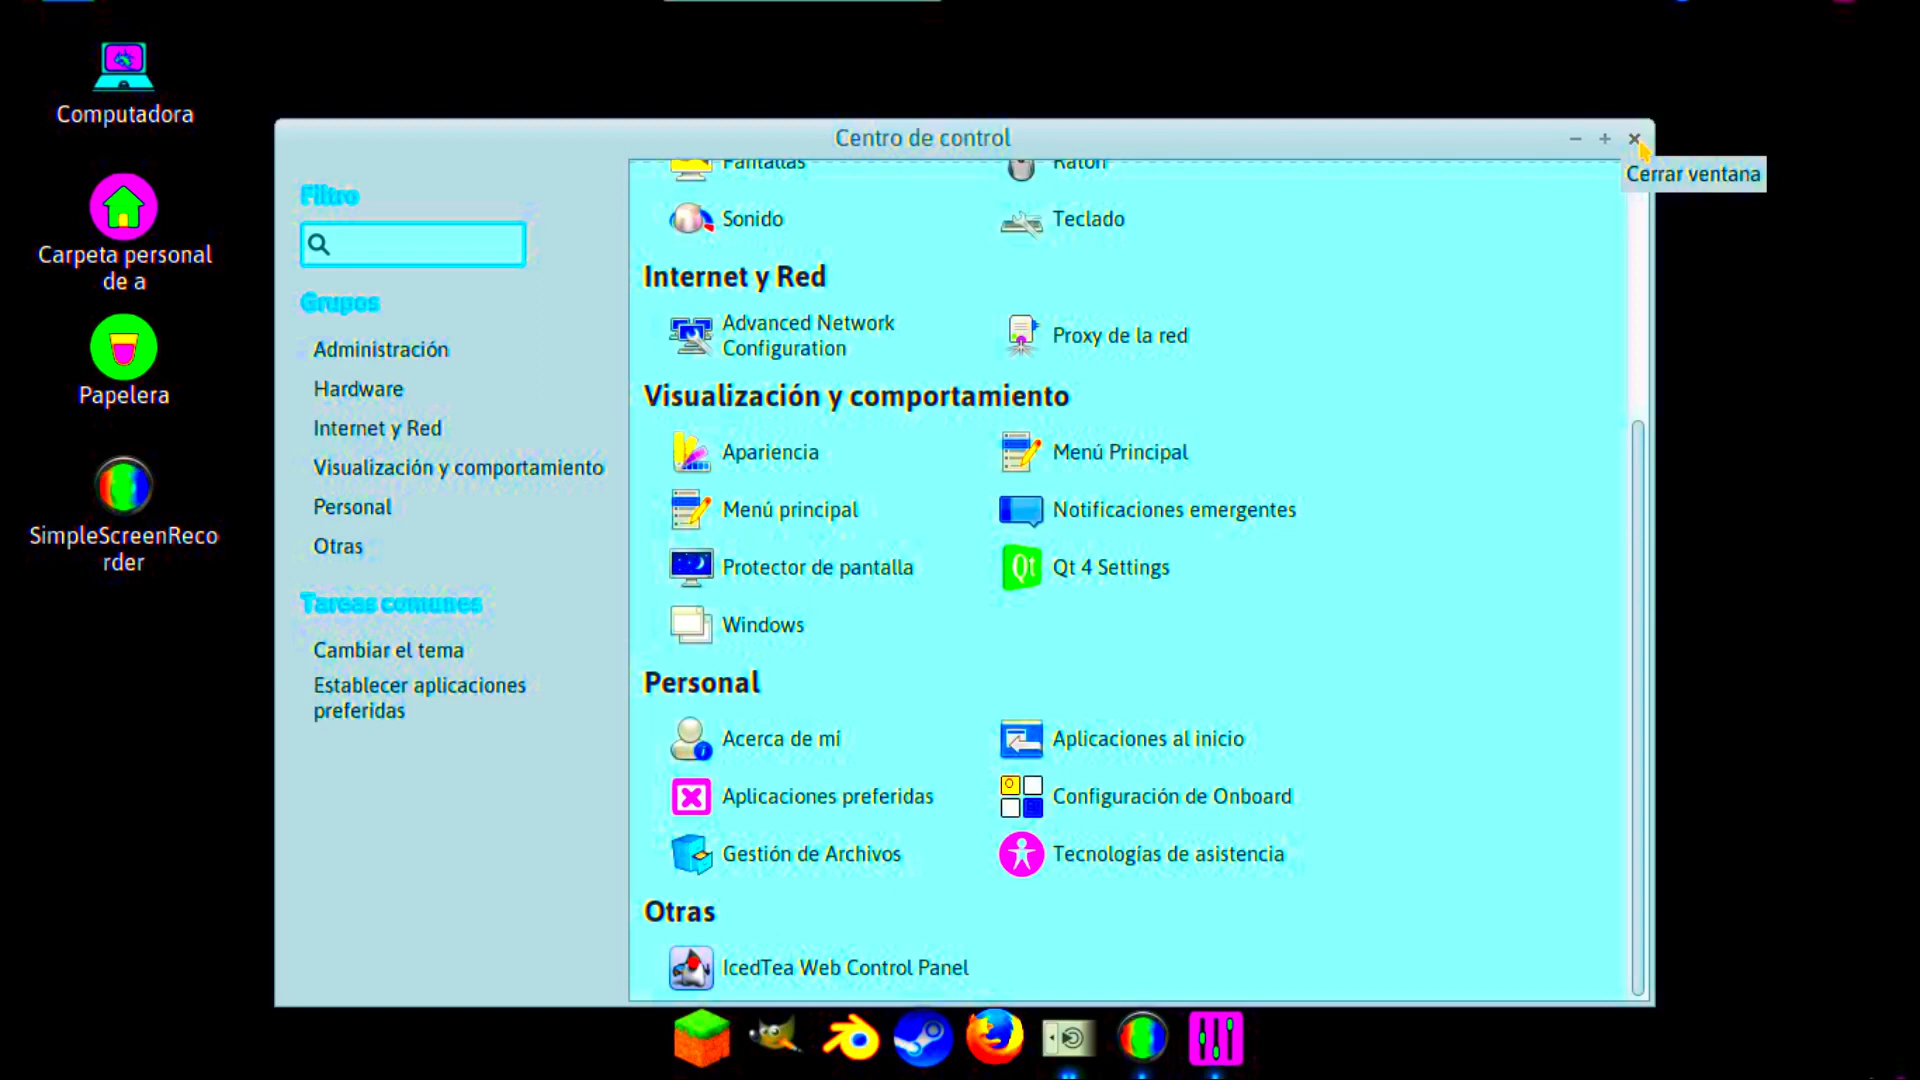 Computadora
Carpeta personal
de a
Papelera
SimpleScreenReco
rder
Centro de control
Cerrar ventana
Filtro
Grupos
Administración
Hardware
Internet y Red
Visualización y comportamiento
Personal
Otras
Tareas comunes
Cambiar el tema
Establecer aplicaciones
preferidas
Pantallas
Ratón
Sonido
Teclado
Internet y Red
Advanced Network
Configuration
Proxy de la red
Visualización y comportamiento
Apariencia
Menú Principal
Menú principal
Notificaciones emergentes
Protector de pantalla
Qt
Qt 4 Settings
Windows
Personal
Acerca de mí
Aplicaciones al inicio
Aplicaciones preferidas
Configuración de Onboard
Gestión de Archivos
Tecnologías de asistencia
Otras
IcedTea Web Control Panel